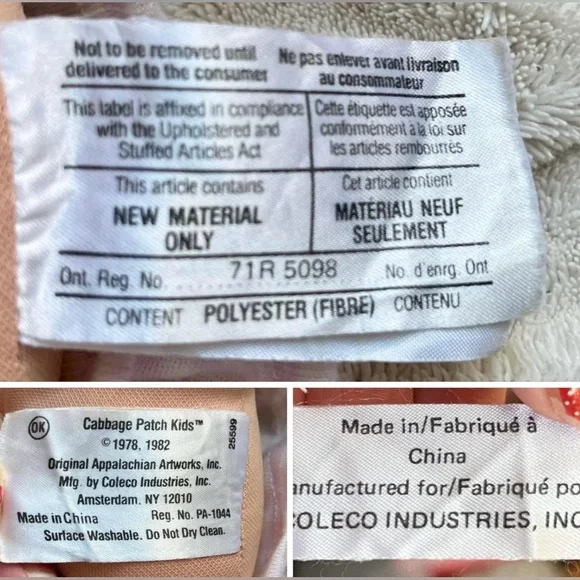 Not to be removed until
delivered to the consumer
Ne pas enlever avant livraison
au consommateur
This label is affixed in compliance
with the Upholstered and
Stuffed Articles Act
Cette étiquette est apposée
conformément à la loi sur
les articles rembourrés
This article contains
NEW MATERIAL
ONLY
Cet article contient
MATÉRIAU NEUF
SEULEMENT
Ont. Reg. No. 71R 5098 No. d'enrg. Ont
CONTENT POLYESTER (FIBRE) CONTENU
OK
Cabbage Patch Kids™
© 1978, 1982
Original Appalachian Artworks, Inc.
Mfg. by Coleco Industries, Inc.
Amsterdam, NY 12010
Made in China Reg. No. PA-1044
Surface Washable. Do Not Dry Clean.
25599
Made in/Fabriqué à
China
anufactured for/Fabriqué po
COLECO INDUSTRIES, INC